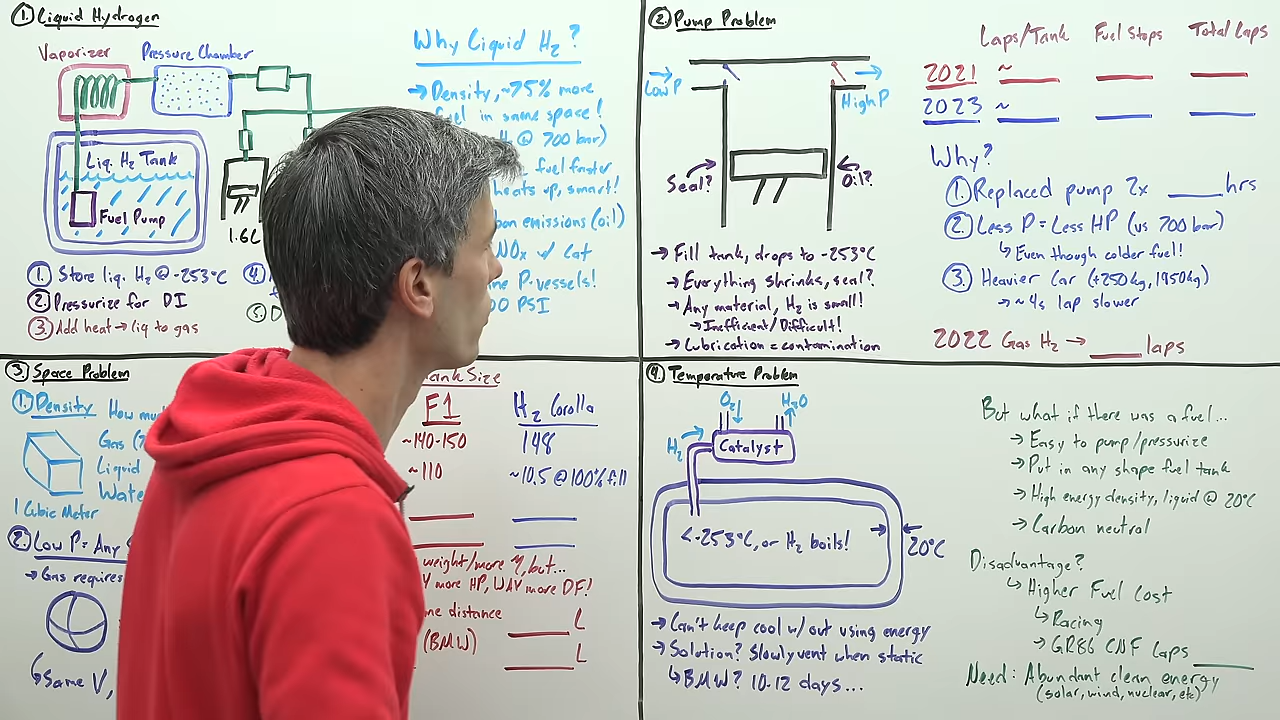 1. Liquid Hydrogen
Vaporizer
Pressure Chamber
Liq. H2 Tank
Fuel Pump
1.6L
1. Store liq. H2 @ -253°C
2. Pressurize for DI
3. Add heat → liq to gas
4.
5. D
Why Liquid H2?
→ Density, ~75% more
fuel in same space!
@ 700 bar)
fuel faster
heats up, smart!
emissions (oil)
NOx w/ cat
P-vessels!
PSI
2. Pump Problem
Low P
High P
Seal?
Oil?
→ Fill tank, drops to -253°C
→ Everything shrinks, seal?
→ Any material, H2 is small!
→ Inefficient/Difficult!
→ Lubrication = contamination
Laps/Tank Fuel Stops Total Laps
2021 ~
2023 ~
Why?
1. Replaced pump 2x ____ hrs
2. Less P = Less HP (vs 700 bar)
↳ Even though colder fuel!
3. Heavier Car (+250kg, 1950kg)
→ ~4s lap slower
2022 Gas H2 → ____ laps
3. Space Problem
1. Density How
Gas
Liquid
1 Cubic Meter
2. Low P = Any
→ Gas requires
↳ Same V,
Tank Size
F1 H2 Corolla
~140-150 148
~110 ~10.5 @ 100% fill
weight/more η, but...
more HP, WAY more DF!
distance
L
(BMW)
L
4. Temperature Problem
O2
H2O
H2
Catalyst
<-253°C, or H2 boils!
20°C
→ Can't keep cool w/out using energy
→ Solution? Slowly vent when static
↳ BMW? 10-12 days...
But what if there was a fuel...
→ Easy to pump/pressurize
→ Put in any shape fuel tank
→ High energy density, liquid @ 20°C
→ Carbon neutral
Disadvantage?
↳ Higher Fuel Cost
↳ Racing
→ GR86 CNF Laps ____
Need: Abundant clean energy
(solar, wind, nuclear, etc)